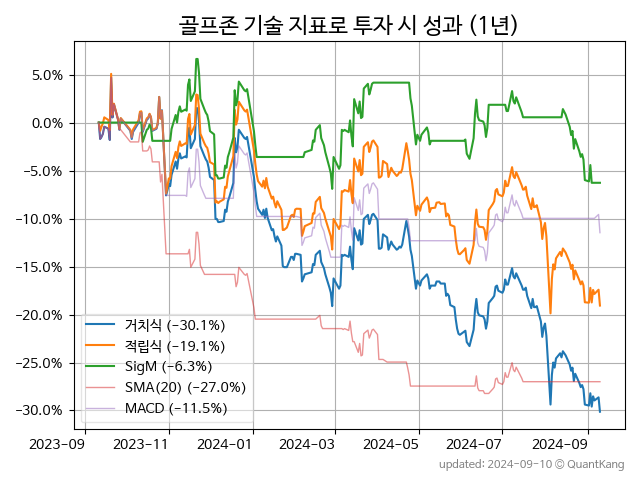 골프존 기술 지표로 투자 시 성과 (1년)
5.0%
0.0%
−5.0%
−10.0%
−15.0%
−20.0%
−25.0%
−30.0%
거치식 (−30.1%)
적립식 (−19.1%)
SigM (−6.3%)
SMA(20) (−27.0%)
MACD (−11.5%)
2023-09 2023-11 2024-01 2024-03 2024-05 2024-07 2024-09
updated: 2024-09-10 ⓒ QuantKang